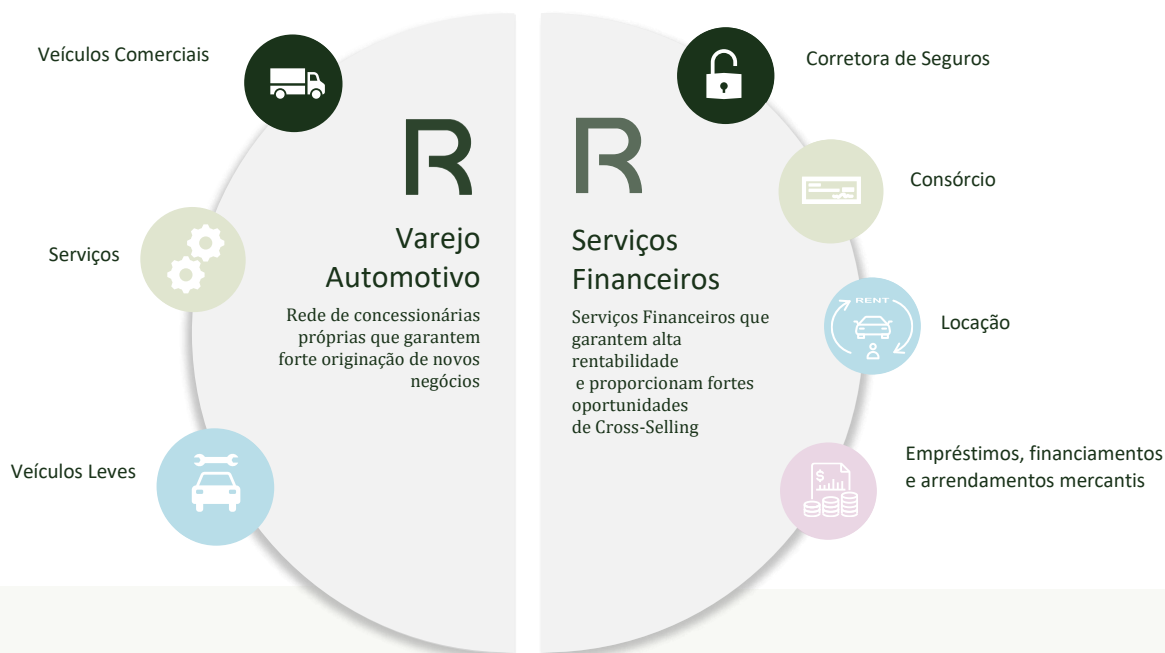 Veículos Comerciais
Serviços
Veículos Leves
R
Varejo
Automotivo
Rede de concessionárias
próprias que garantem
forte originação de novos
negócios
R
Serviços
Financeiros
Serviços Financeiros que
garantem alta
rentabilidade
e proporcionam fortes
oportunidades
de Cross-Selling
Corretora de Seguros
Consórcio
RENT
Locação
$
Empréstimos, financiamentos
e arrendamentos mercantis